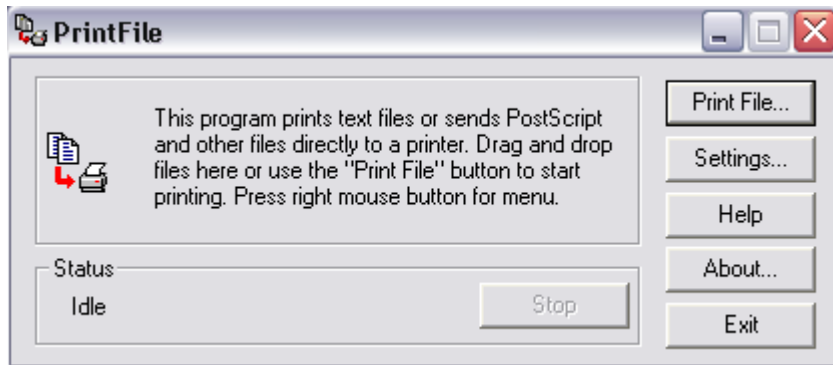 PrintFile
This program prints text files or sends PostScript
and other files directly to a printer. Drag and drop
files here or use the "Print File" button to start
printing. Press right mouse button for menu.
Print File...
Settings...
Help
About...
Exit
Status
Idle
Stop